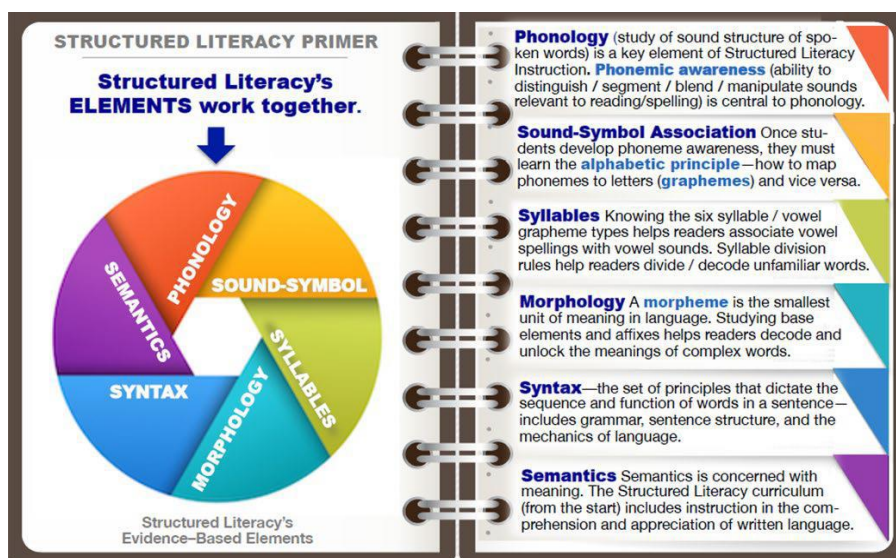 STRUCTURED LITERACY PRIMER
Structured Literacy's
ELEMENTS work together.
PHONOLOGY
SOUND-SYMBOL
SYLLABLES
MORPHOLOGY
SYNTAX
SEMANTICS
Structured Literacy's
Evidence–Based Elements
Phonology (study of sound structure of spo-
ken words) is a key element of Structured Literacy
Instruction. Phonemic awareness (ability to
distinguish / segment / blend / manipulate sounds
relevant to reading/spelling) is central to phonology.
Sound-Symbol Association Once stu-
dents develop phoneme awareness, they must
learn the alphabetic principle—how to map
phonemes to letters (graphemes) and vice versa.
Syllables Knowing the six syllable / vowel
grapheme types helps readers associate vowel
spellings with vowel sounds. Syllable division
rules help readers divide / decode unfamiliar words.
Morphology A morpheme is the smallest
unit of meaning in language. Studying base
elements and affixes helps readers decode and
unlock the meanings of complex words.
Syntax—the set of principles that dictate the
sequence and function of words in a sentence—
includes grammar, sentence structure, and the
mechanics of language.
Semantics Semantics is concerned with
meaning. The Structured Literacy curriculum
(from the start) includes instruction in the com-
prehension and appreciation of written language.